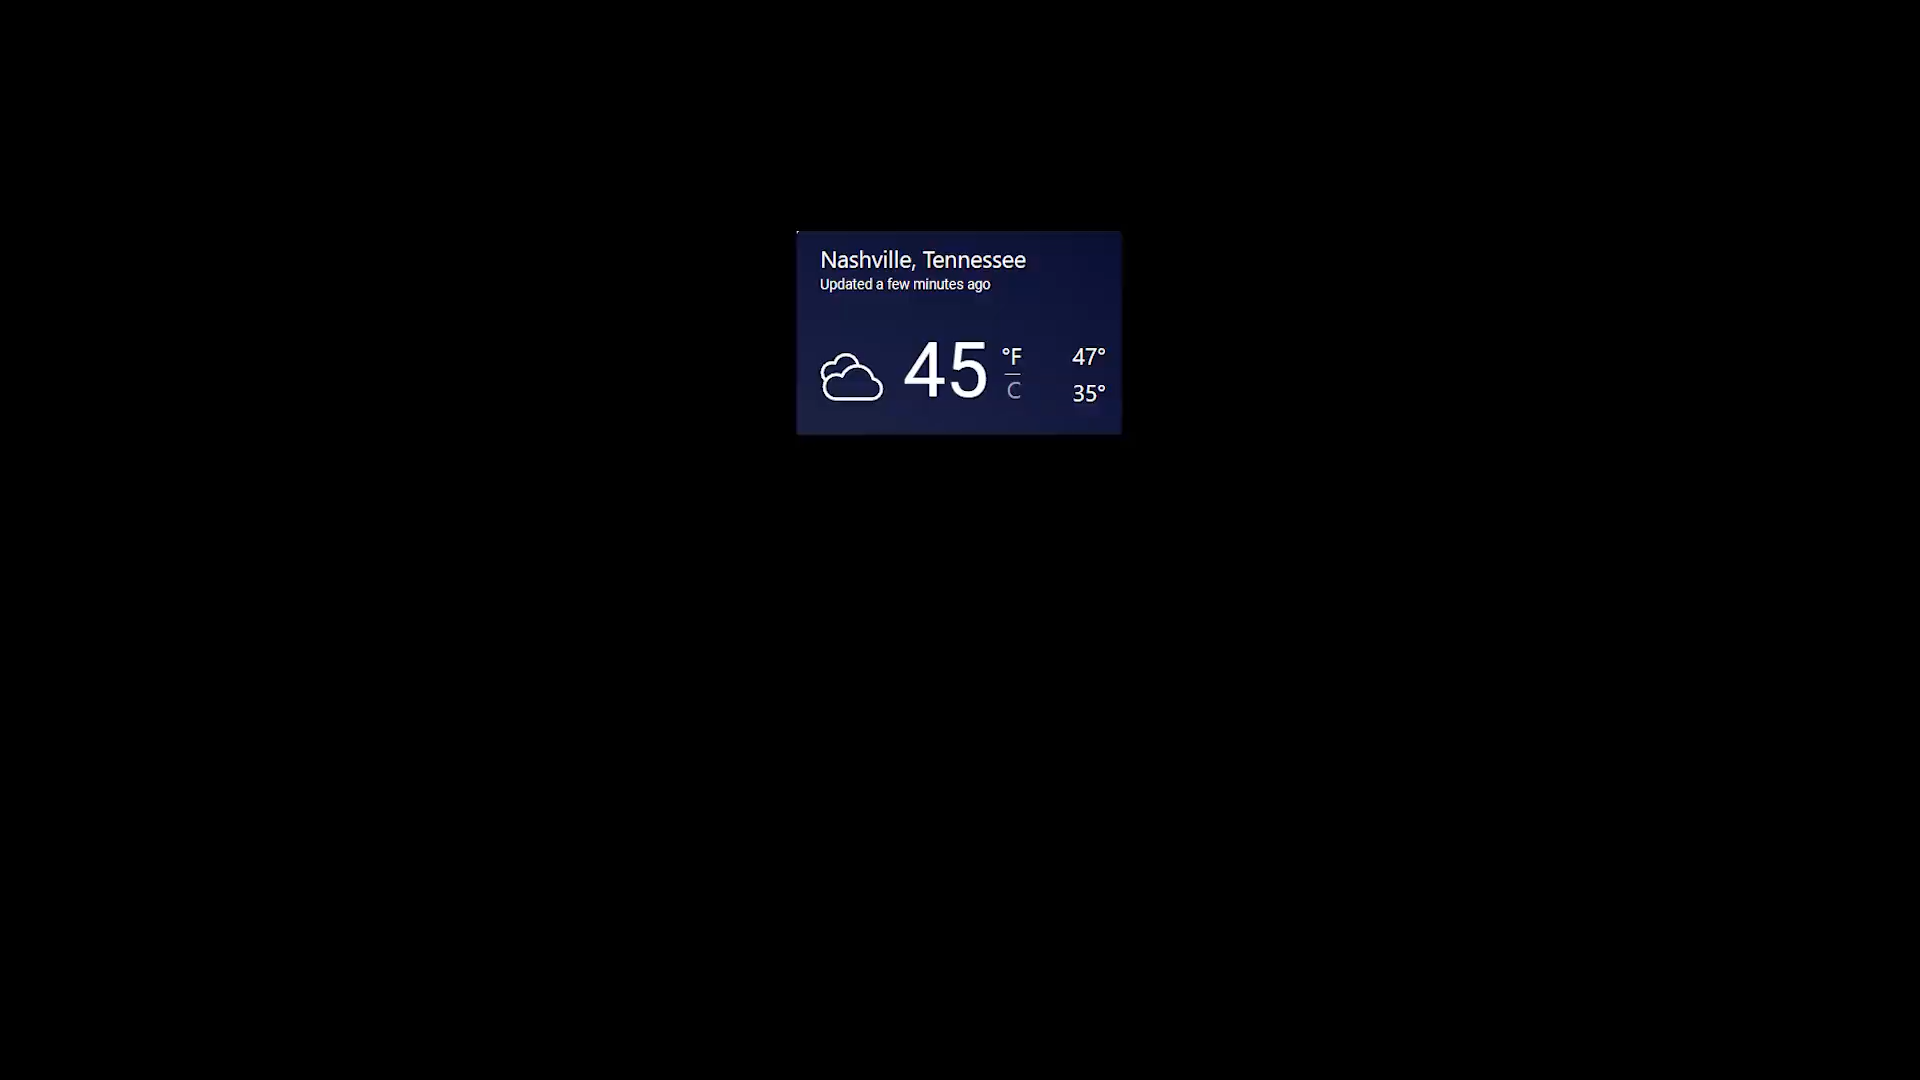 Nashville, Tennessee
Updated a few minutes ago
45 °F
C
47°
35°